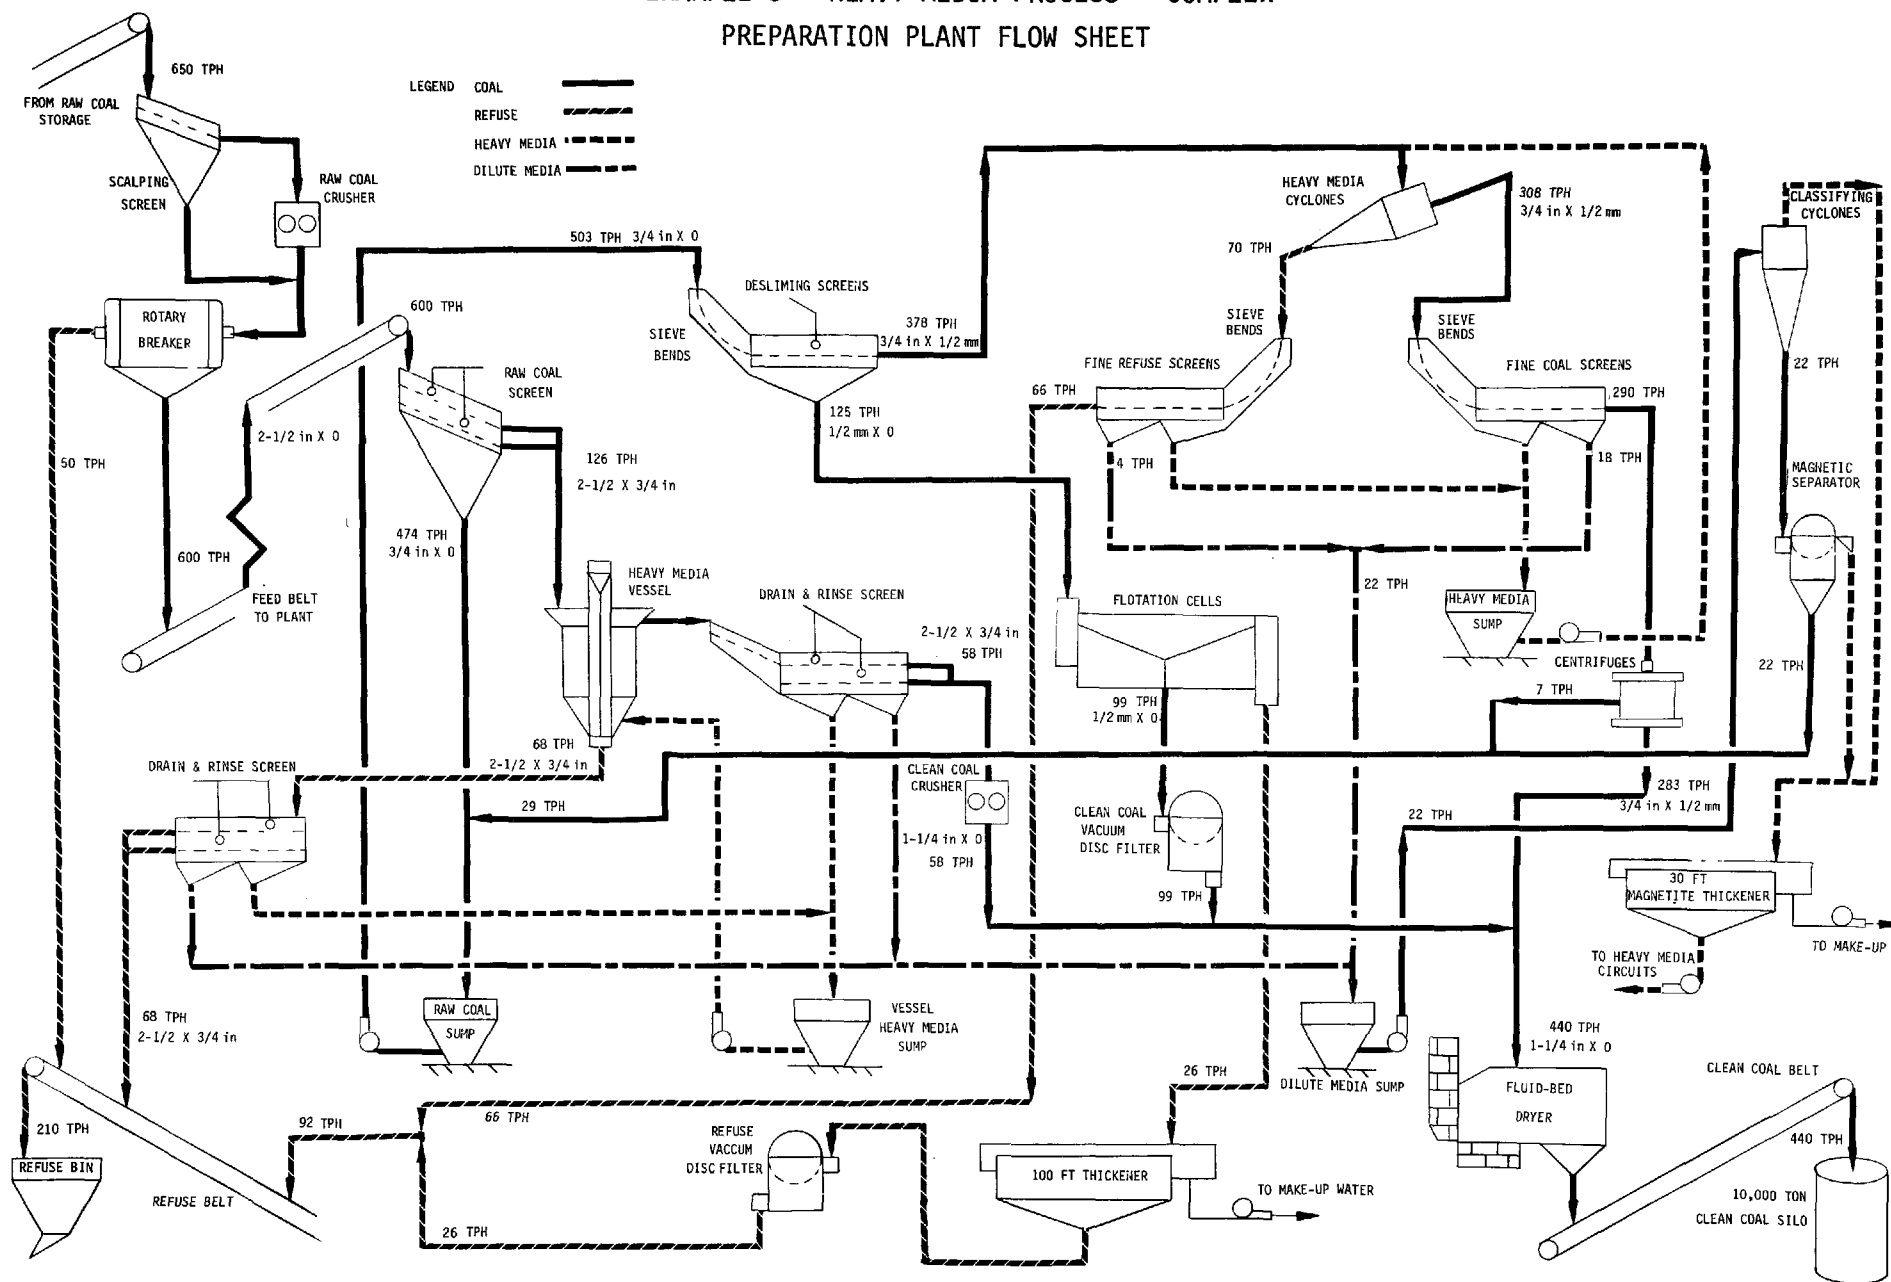 PREPARATION PLANT FLOW SHEET
650 TPH
FROM RAW COAL
STORAGE
LEGEND COAL
REFUSE
HEAVY MEDIA
DILUTE MEDIA
SCALPING
SCREEN
RAW COAL
CRUSHER
503 TPH 3/4 in X 0
ROTARY
BREAKER
600 TPH
RAW COAL
SCREEN
2-1/2 in X 0
50 TPH
600 TPH
FEED BELT
TO PLANT
126 TPH
2-1/2 X 3/4 in
474 TPH
3/4 in X 0
SIEVE
BENDS
DESLIMING SCREENS
378 TPH
3/4 in X 1/2 mm
125 TPH
1/2 mm X 0
HEAVY MEDIA
CYCLONES
308 TPH
3/4 in X 1/2 mm
70 TPH
SIEVE
BENDS
SIEVE
BENDS
FINE REFUSE SCREENS
FINE COAL SCREENS
66 TPH
290 TPH
4 TPH
18 TPH
CLASSIFYING
CYCLONES
22 TPH
MAGNETIC
SEPARATOR
22 TPH
22 TPH
HEAVY MEDIA
SUMP
CENTRIFUGES
7 TPH
283 TPH
3/4 in X 1/2 mm
HEAVY MEDIA
VESSEL
DRAIN & RINSE SCREEN
2-1/2 X 3/4 in
58 TPH
FLOTATION CELLS
99 TPH
1/2 mm X 0
68 TPH
2-1/2 X 3/4 in
DRAIN & RINSE SCREEN
29 TPH
CLEAN COAL
CRUSHER
1-1/4 in X 0
58 TPH
CLEAN COAL
VACUUM
DISC FILTER
99 TPH
22 TPH
30 FT
MAGNETITE THICKENER
TO MAKE-UP
TO HEAVY MEDIA
CIRCUITS
68 TPH
2-1/2 X 3/4 in
RAW COAL
SUMP
VESSEL
HEAVY MEDIA
SUMP
DILUTE MEDIA SUMP
440 TPH
1-1/4 in X 0
FLUID-BED
DRYER
CLEAN COAL BELT
440 TPH
10,000 TON
CLEAN COAL SILO
26 TPH
66 TPH
92 TPH
210 TPH
REFUSE BIN
REFUSE BELT
REFUSE
VACCUM
DISC FILTER
26 TPH
100 FT THICKENER
TO MAKE-UP WATER